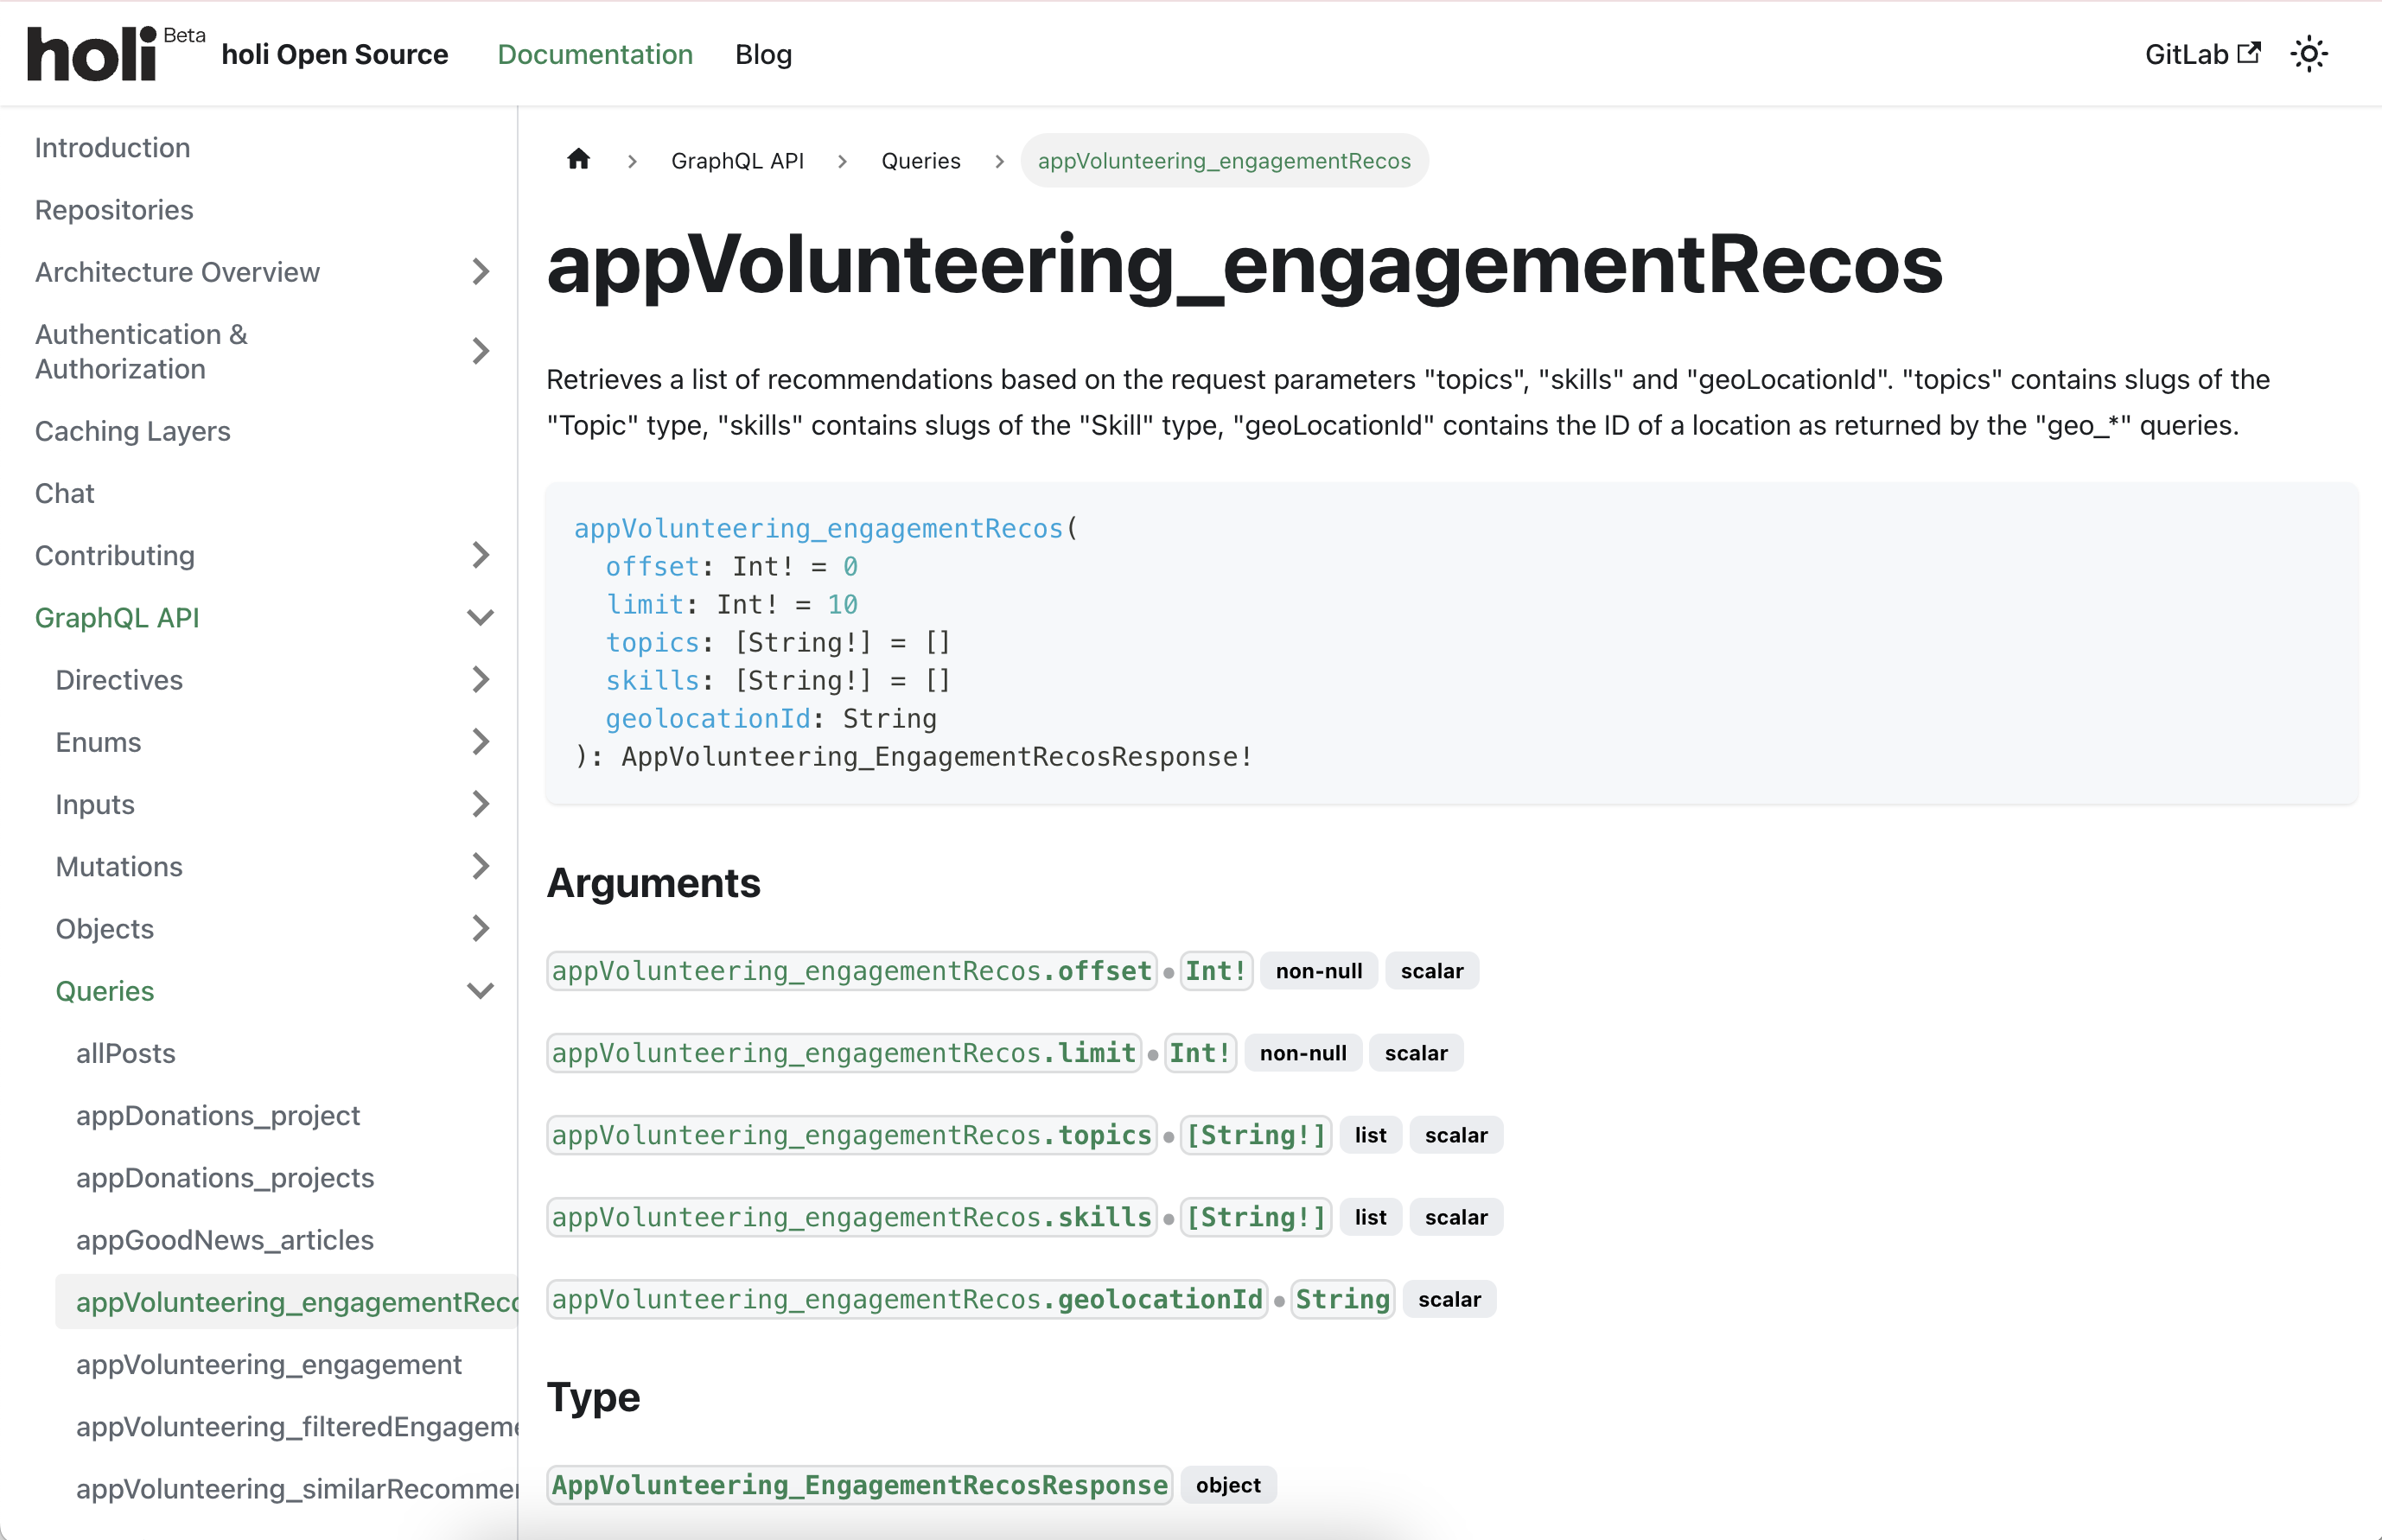 holi Beta holi Open Source Documentation Blog GitLab
Introduction
Repositories
Architecture Overview
Authentication &
Authorization
Caching Layers
Chat
Contributing
GraphQL API
Directives
Enums
Inputs
Mutations
Objects
Queries
allPosts
appDonations_project
appDonations_projects
appGoodNews_articles
appVolunteering_engagementReco
appVolunteering_engagement
appVolunteering_filteredEngageme
appVolunteering_similarRecommen
GraphQL API > Queries > appVolunteering_engagementRecos
appVolunteering_engagementRecos
Retrieves a list of recommendations based on the request parameters "topics", "skills" and "geoLocationId". "topics" contains slugs of the
"Topic" type, "skills" contains slugs of the "Skill" type, "geoLocationId" contains the ID of a location as returned by the "geo_*" queries.
appVolunteering_engagementRecos(
offset: Int! = 0
limit: Int! = 10
topics: [String!] = []
skills: [String!] = []
geolocationId: String
): AppVolunteering_EngagementRecosResponse!
Arguments
appVolunteering_engagementRecos.offset • Int! non-null scalar
appVolunteering_engagementRecos.limit • Int! non-null scalar
appVolunteering_engagementRecos.topics • [String!] list scalar
appVolunteering_engagementRecos.skills • [String!] list scalar
appVolunteering_engagementRecos.geolocationId • String scalar
Type
AppVolunteering_EngagementRecosResponse object